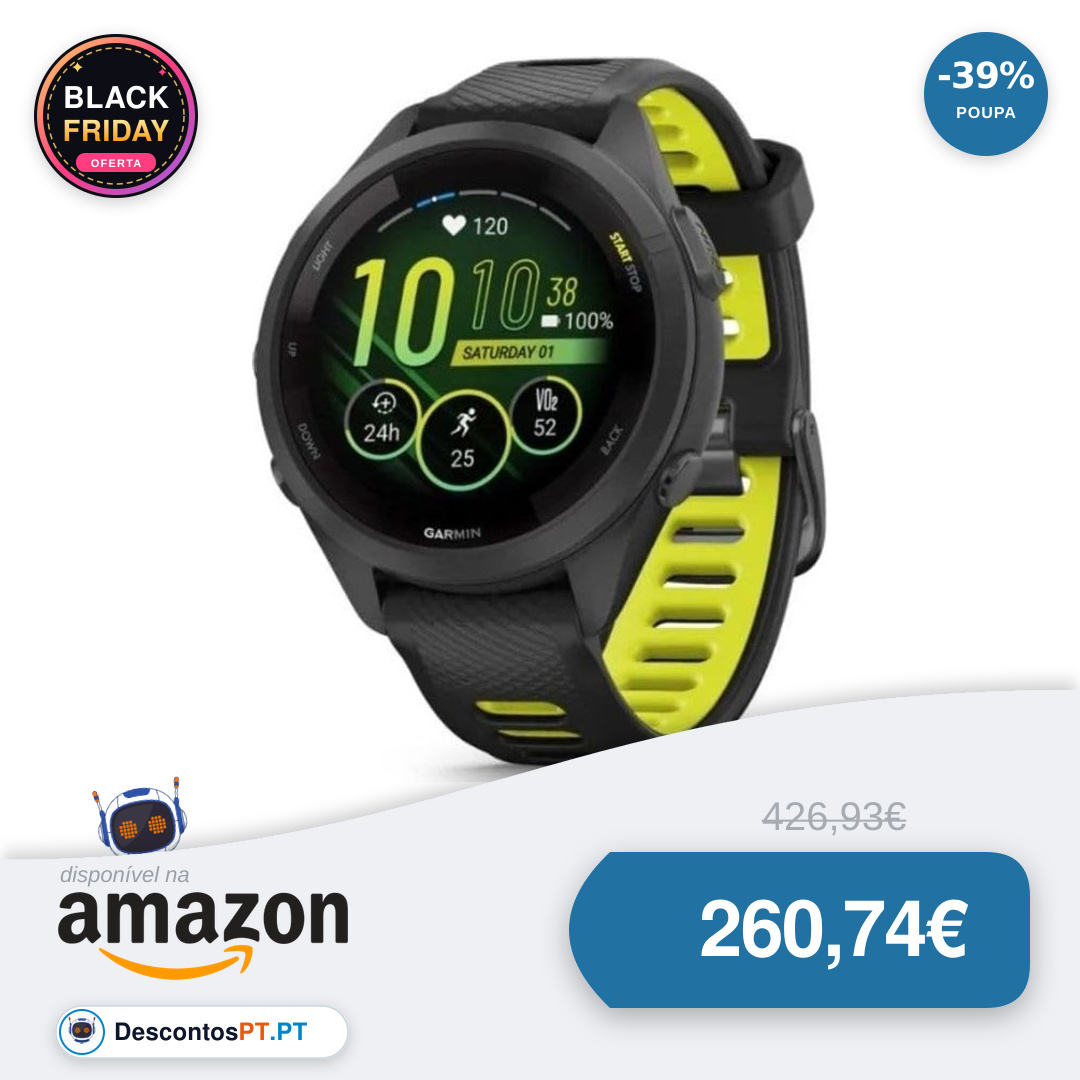 BLACK
FRIDAY
OFERTA
-39%
POUPA
120
LIGHT
START STOP
10 10 38
100%
SATURDAY 01
UP
24h
25
VO2
52
DOWN
BACK
GARMIN
426,93€
disponível na
amazon
260,74€
DescontosPT.PT